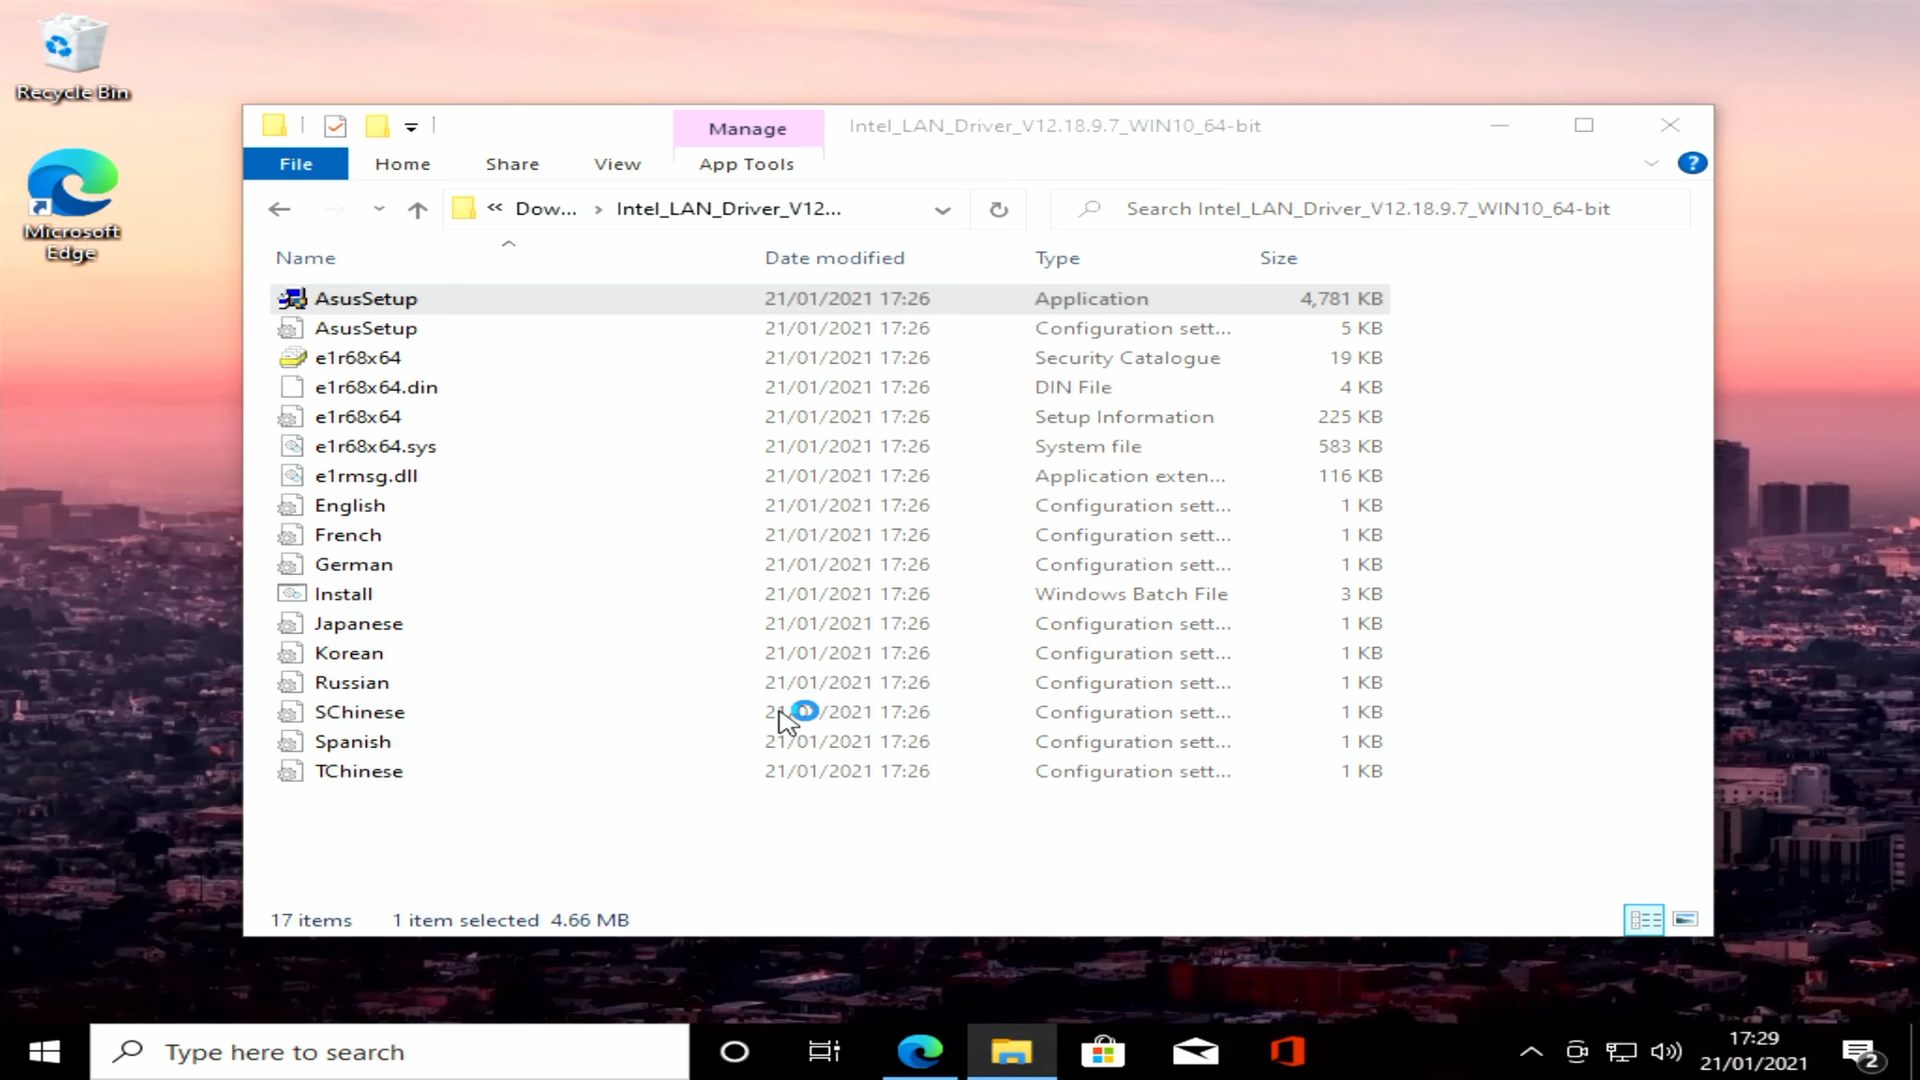 Recycle Bin
Microsoft
Edge
Manage
Intel_LAN_Driver_V12.18.9.7_WIN10_64-bit
File
Home
Share
View
App Tools
?
« Dow... › Intel_LAN_Driver_V12...
Search Intel_LAN_Driver_V12.18.9.7_WIN10_64-bit
Name Date modified Type Size
AsusSetup 21/01/2021 17:26 Application 4,781 KB
AsusSetup 21/01/2021 17:26 Configuration sett... 5 KB
e1r68x64 21/01/2021 17:26 Security Catalogue 19 KB
e1r68x64.din 21/01/2021 17:26 DIN File 4 KB
e1r68x64 21/01/2021 17:26 Setup Information 225 KB
e1r68x64.sys 21/01/2021 17:26 System file 583 KB
e1rmsg.dll 21/01/2021 17:26 Application exten... 116 KB
English 21/01/2021 17:26 Configuration sett... 1 KB
French 21/01/2021 17:26 Configuration sett... 1 KB
German 21/01/2021 17:26 Configuration sett... 1 KB
Install 21/01/2021 17:26 Windows Batch File 3 KB
Japanese 21/01/2021 17:26 Configuration sett... 1 KB
Korean 21/01/2021 17:26 Configuration sett... 1 KB
Russian 21/01/2021 17:26 Configuration sett... 1 KB
SChinese /2021 17:26 Configuration sett... 1 KB
Spanish 21/01/2021 17:26 Configuration sett... 1 KB
TChinese 21/01/2021 17:26 Configuration sett... 1 KB
17 items 1 item selected 4.66 MB
Type here to search
17:29
21/01/2021
2